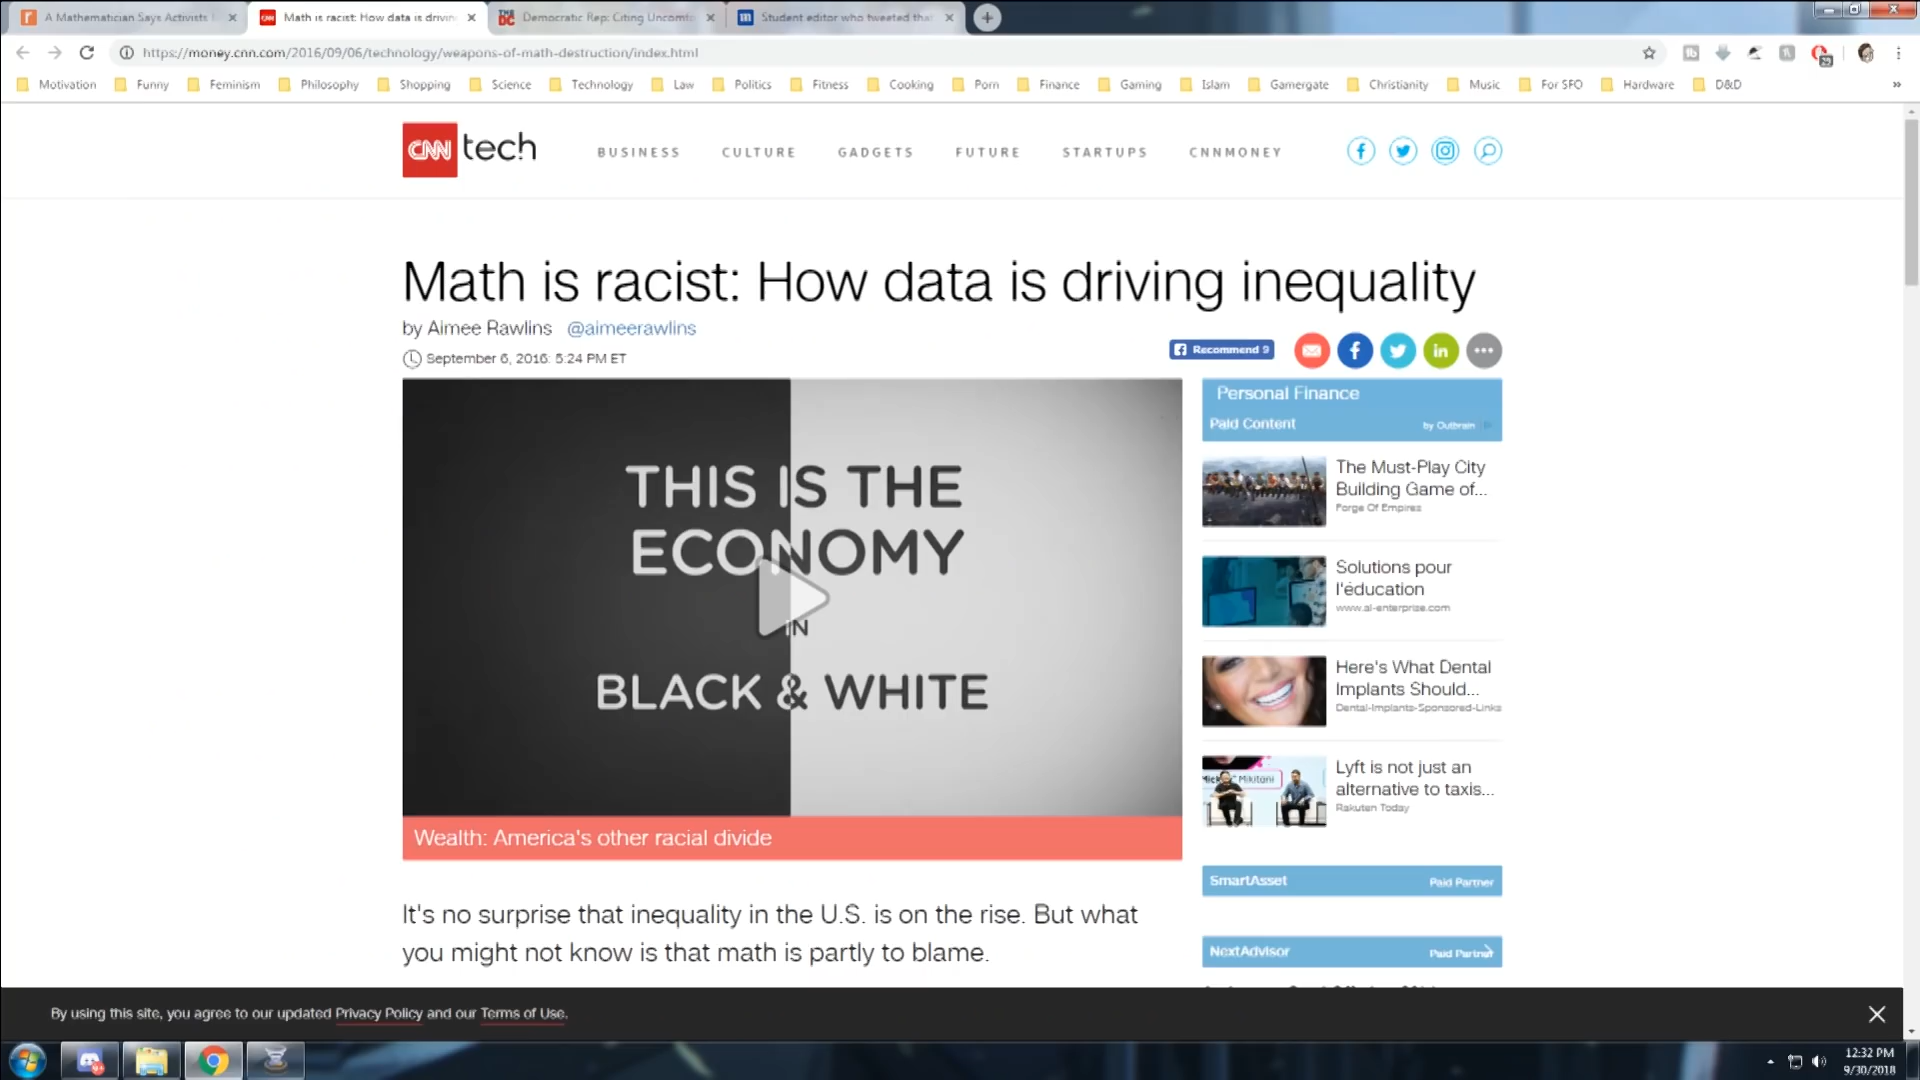 A Mathematician Says Activists
Math is racist: How data is drivin
Democratic Rep: Citing Uncomfo
Student editor who tweeted that
https://money.cnn.com/2016/09/06/technology/weapons-of-math-destruction/index.html
Motivation
Funny
Feminism
Philosophy
Shopping
Science
Technology
Law
Politics
Fitness
Cooking
Porn
Finance
Gaming
Islam
Gamergate
Christianity
Music
For SFO
Hardware
D&D
»
CNN tech
BUSINESS
CULTURE
GADGETS
FUTURE
STARTUPS
CNNMONEY
Math is racist: How data is driving inequality
by Aimee Rawlins @aimeerawlins
September 6, 2016: 5:24 PM ET
Recommend 9
THIS IS THE
ECONOMY
IN
BLACK & WHITE
Wealth: America's other racial divide
Personal Finance
Paid Content
by Outbrain
The Must-Play City
Building Game of...
Forge Of Empires
Solutions pour
l'éducation
www.al-enterprise.com
Here's What Dental
Implants Should...
Dental-Implants-Sponsored-Links
Mikitani
Lyft is not just an
alternative to taxis...
Rakuten Today
SmartAsset
Paid Partner
NextAdvisor
Paid Partner
It's no surprise that inequality in the U.S. is on the rise. But what
you might not know is that math is partly to blame.
By using this site, you agree to our updated Privacy Policy and our Terms of Use.
12:32 PM
9/30/2018